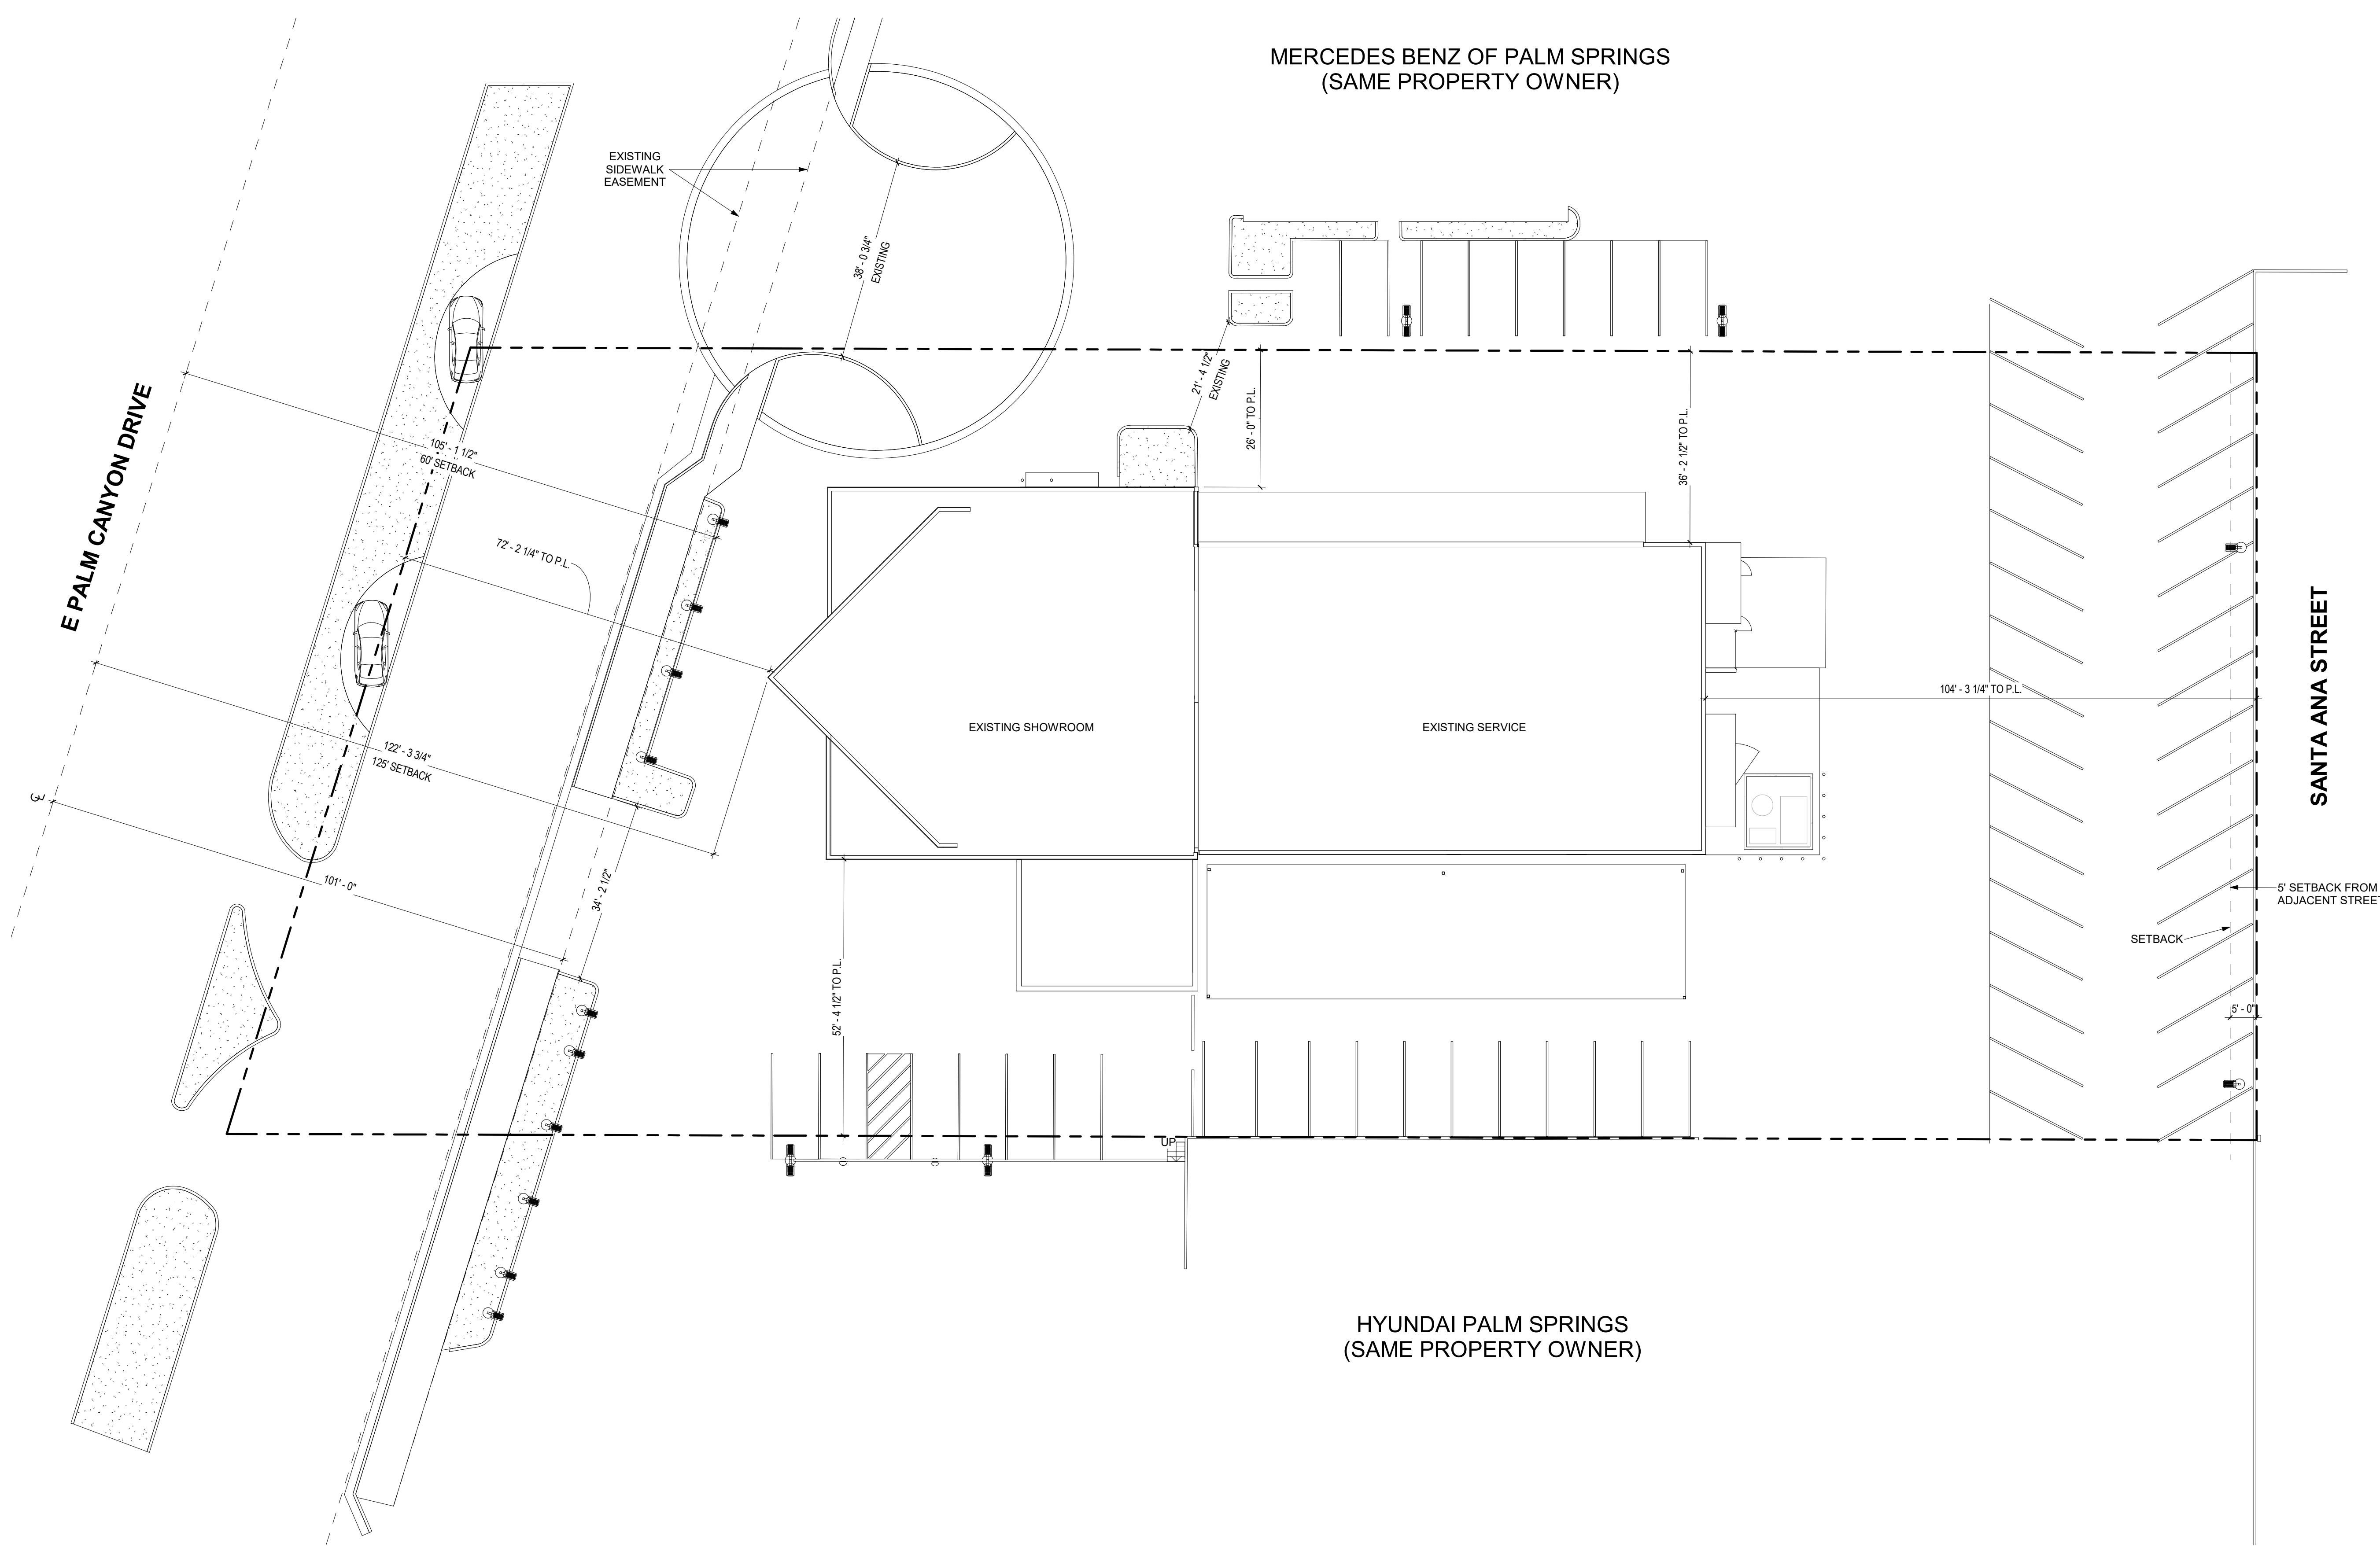 MERCEDES BENZ OF PALM SPRINGS
(SAME PROPERTY OWNER)
EXISTING
SIDEWALK
EASEMENT
38' - 0 3/4"
EXISTING
21' - 4 1/2"
EXISTING
26' - 0" TO P.L.
36' - 2 1/2" TO P.L.
E PALM CANYON DRIVE
105' - 1 1/2"
60' SETBACK
72' - 2 1/4" TO P.L.
122' - 3 3/4"
125' SETBACK
CL
101' - 0"
34' - 2 1/2"
EXISTING SHOWROOM
EXISTING SERVICE
104' - 3 1/4" TO P.L.
SANTA ANA STREET
5' SETBACK FROM
ADJACENT STREET
SETBACK
5' - 0"
52' - 4 1/2" TO P.L.
UP
HYUNDAI PALM SPRINGS
(SAME PROPERTY OWNER)